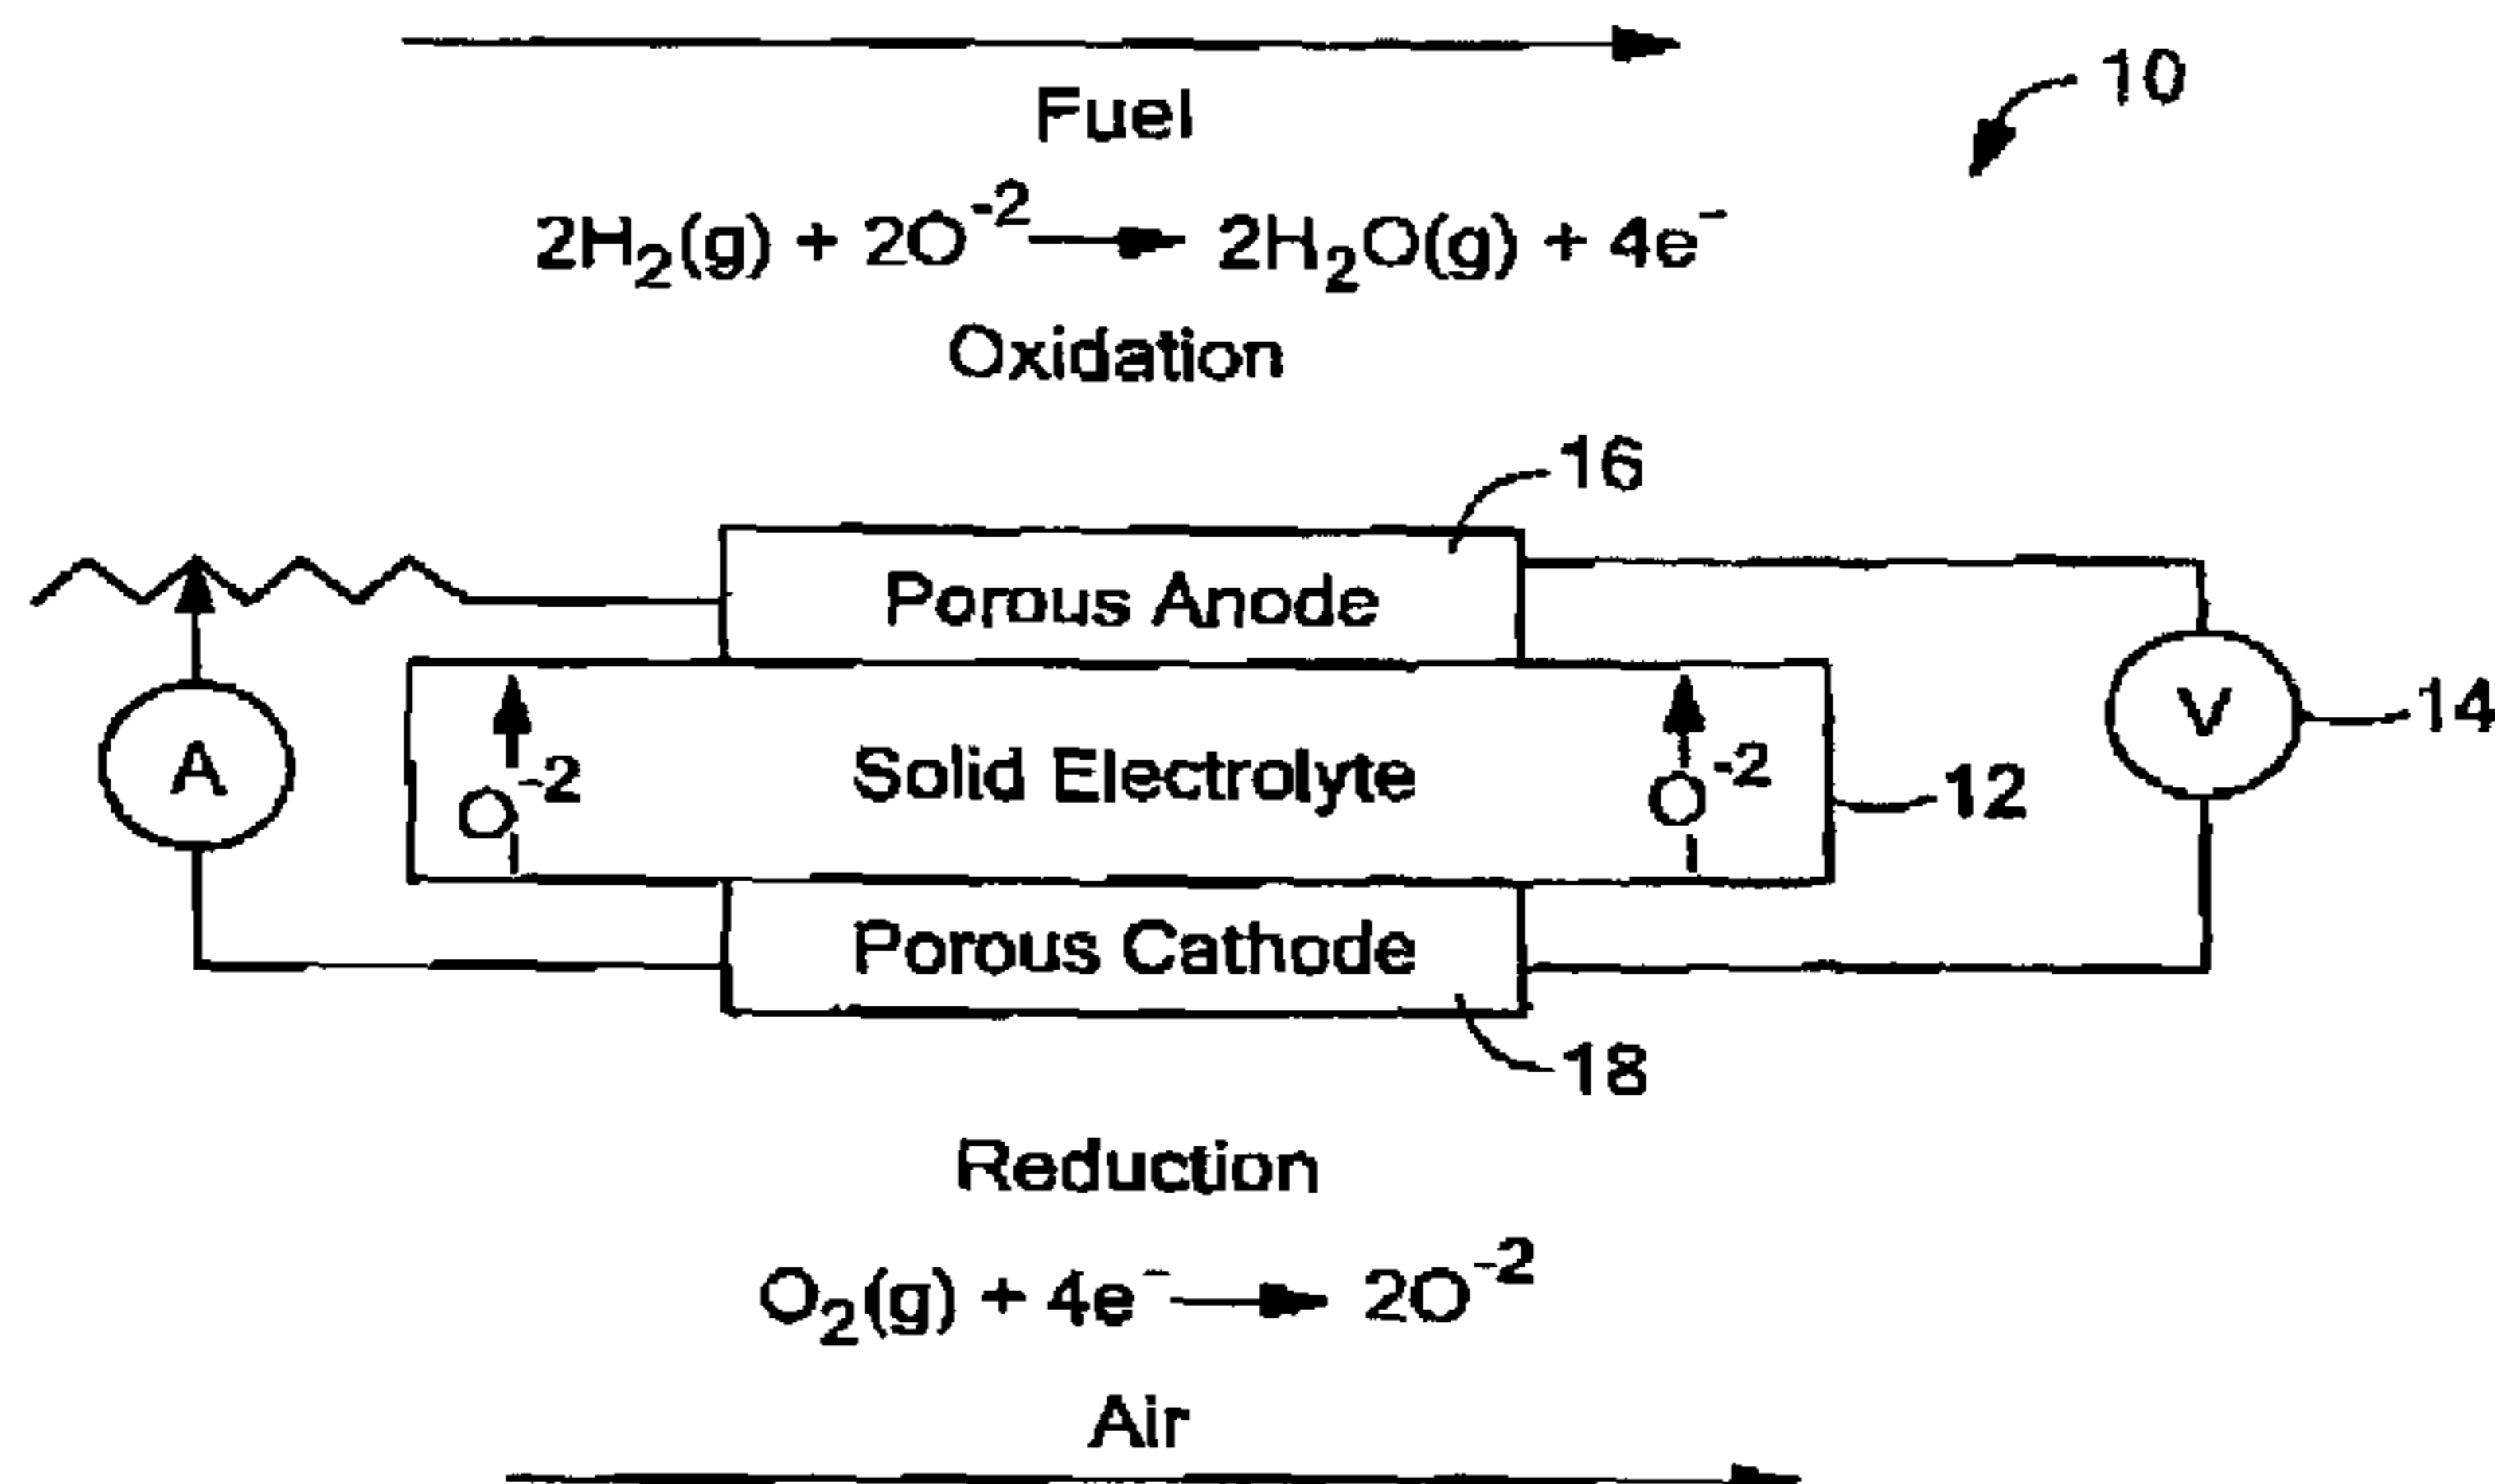 Fuel
10
2H₂(g) + 2O⁻² → 2H₂O(g) + 4e⁻
Oxidation
16
Porous Anode
A
O⁻²
Solid Electrolyte
O⁻²
V
14
12
Porous Cathode
18
Reduction
O₂(g) + 4e⁻ → 2O⁻²
Air